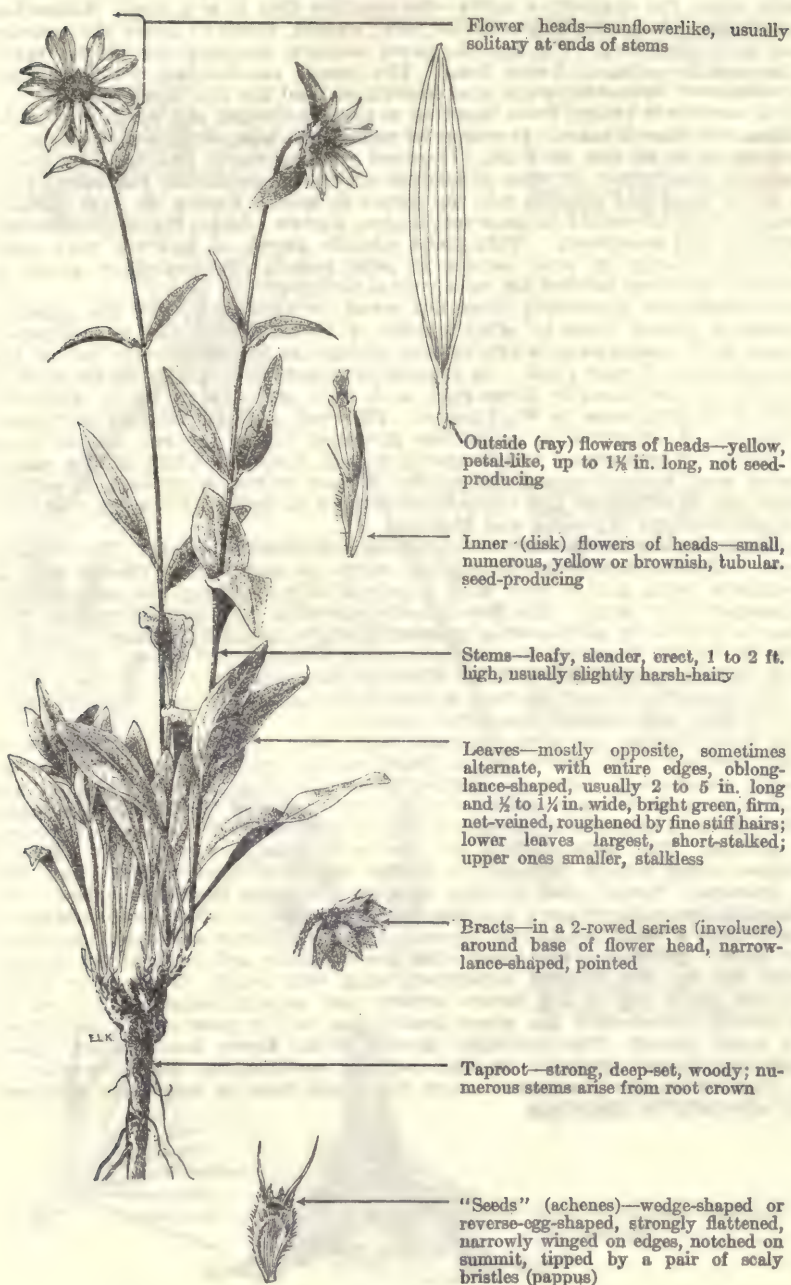 Flower heads—sunflowerlike, usually
solitary at ends of stems
Outside (ray) flowers of heads—yellow,
petal-like, up to 1⅝ in. long, not seed-
producing
Inner (disk) flowers of heads—small,
numerous, yellow or brownish, tubular.
seed-producing
Stems—leafy, slender, erect, 1 to 2 ft.
high, usually slightly harsh-hairy
Leaves—mostly opposite, sometimes
alternate, with entire edges, oblong-
lance-shaped, usually 2 to 5 in. long
and to 1¼ in. wide, bright green, firm,
net-veined, roughened by fine stiff hairs;
lower leaves largest, short-stalked;
upper ones smaller, stalkless
Bracts—in a 2-rowed series (involucre)
around base of flower head, narrow-
lance-shaped, pointed
E.L.K.
Taproot—strong, deep-set, woody; nu-
merous stems arise from root crown
"Seeds" (achenes)—wedge-shaped or
reverse-egg-shaped, strongly flattened,
narrowly winged on edges, notched on
summit, tipped by a pair of scaly
bristles (pappus)